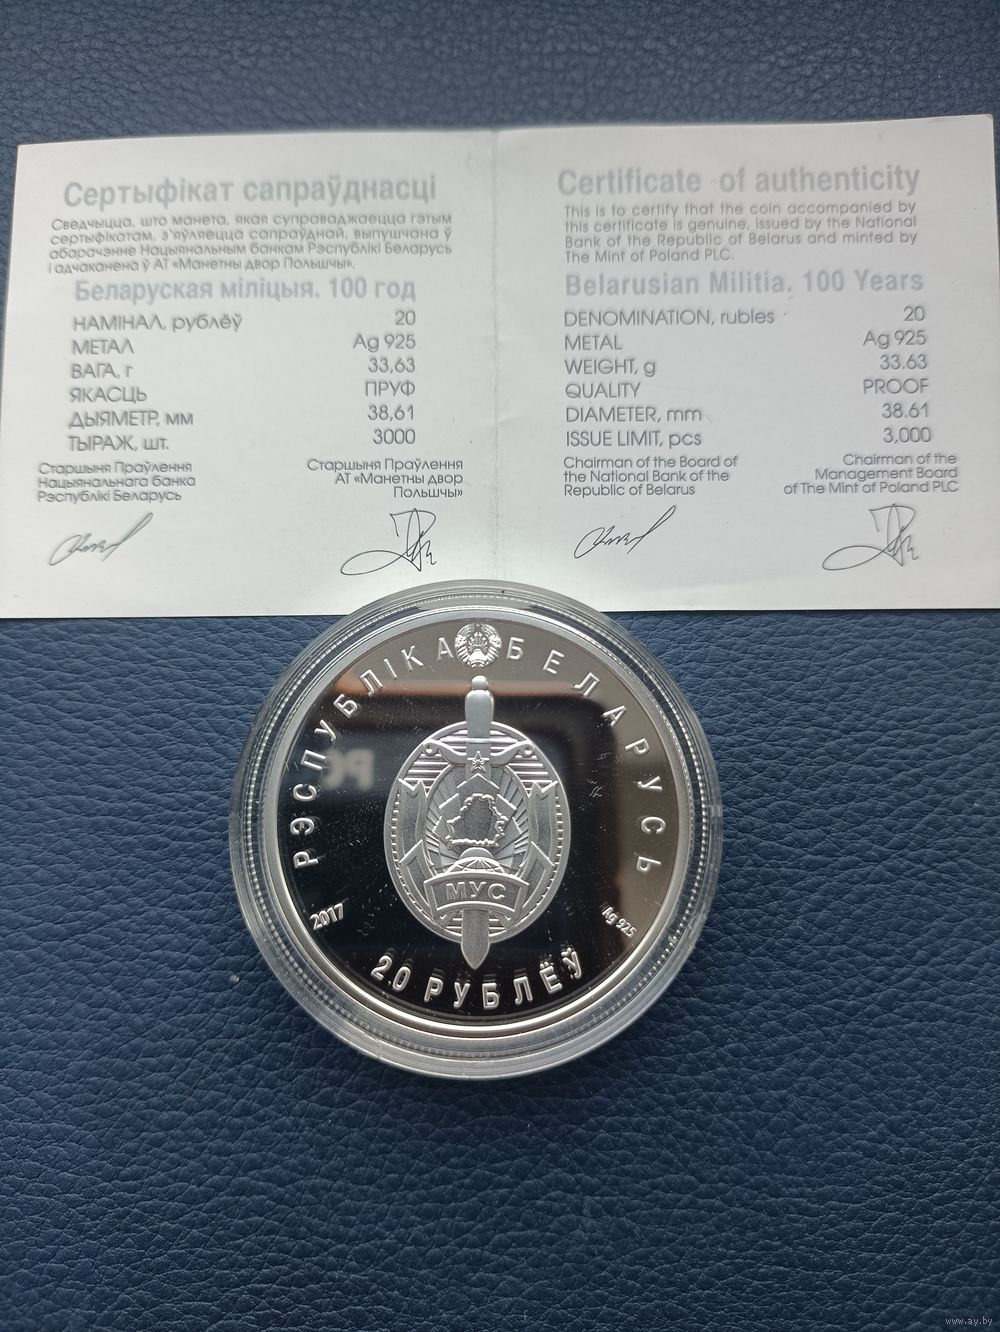 Сертыфікат сапраўднасці
Сведчыцца, што манета, якая суправаджаецца гэтым
сертыфікатам, з'яўляецца сапраўднай, выпушчана ў
абарачэнне Нацыянальным банкам Рэспублікі Беларусь
і адчаканена ў АТ «Манетны двор Польшчы».
Беларуская міліцыя. 100 год
НАМІНАЛ, рублёў 20
МЕТАЛ Ag 925
ВАГА, г 33,63
ЯКАСЦЬ ПРУФ
ДЫЯМЕТР, мм 38,61
ТЫРАЖ, шт. 3000
Старшыня Праўлення
Нацыянальнага банка
Рэспублікі Беларусь
Старшыня Праўлення
АТ «Манетны двор
Польшчы»
Certificate of authenticity
This is to certify that the coin accompanied by
this certificate is genuine, issued by the National
Bank of the Republic of Belarus and minted by
The Mint of Poland PLC.
Belarusian Militia. 100 Years
DENOMINATION, rubles 20
METAL Ag 925
WEIGHT, g 33.63
QUALITY PROOF
DIAMETER, mm 38.61
ISSUE LIMIT, pcs 3,000
Chairman of the Board of
the National Bank of the
Republic of Belarus
Chairman of the
Management Board
of The Mint of Poland PLC
РЭСПУБЛІКА БЕЛАРУСЬ
МУС
2017
Ag 925
20 РУБЛЁЎ
www.ay.by